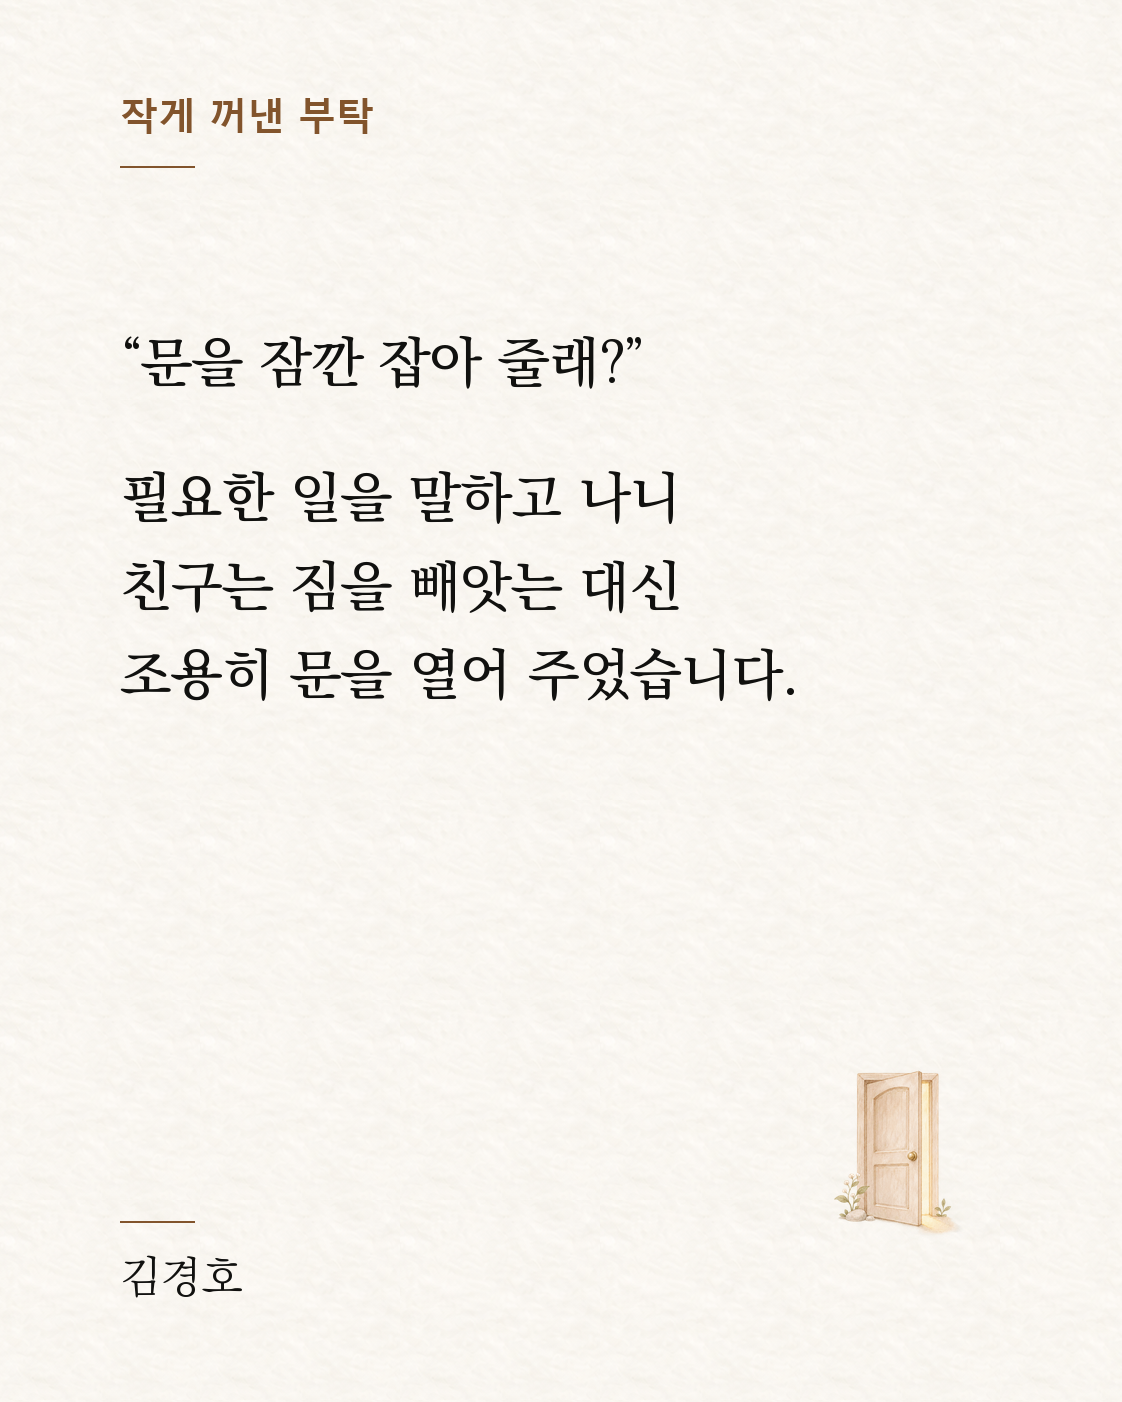 작게 꺼낸 부탁
“문을 잠깐 잡아 줄래?”
필요한 일을 말하고 나니
친구는 짐을 빼앗는 대신
조용히 문을 열어 주었습니다.
김경호